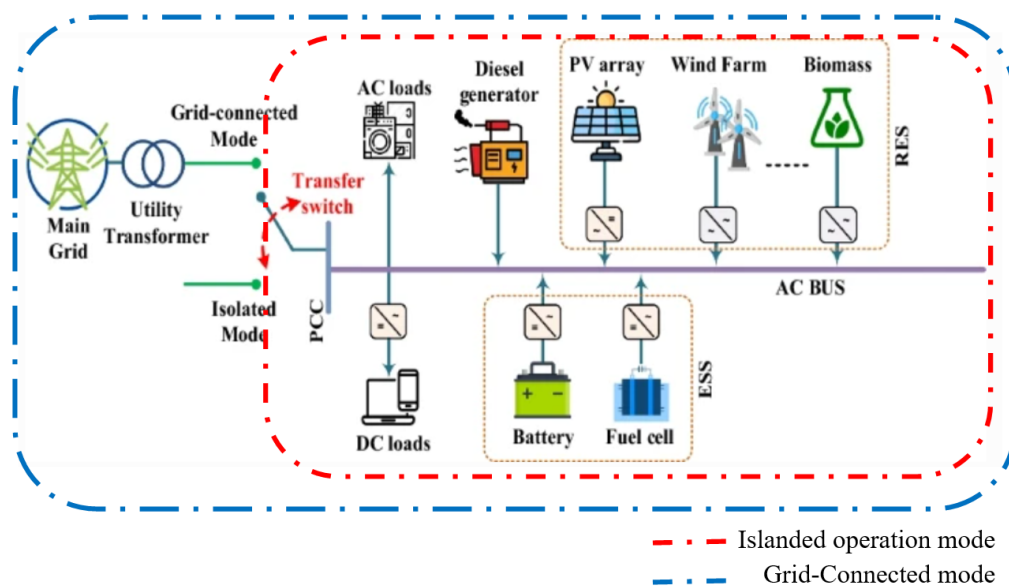 Grid-connected
Mode
AC loads
Diesel
generator
PV array
Wind Farm
Biomass
RES
Transfer
switch
Main
Grid
Utility
Transformer
Isolated
Mode
PCC
AC BUS
DC loads
Battery
Fuel cell
ESS
Islanded operation mode
Grid-Connected mode